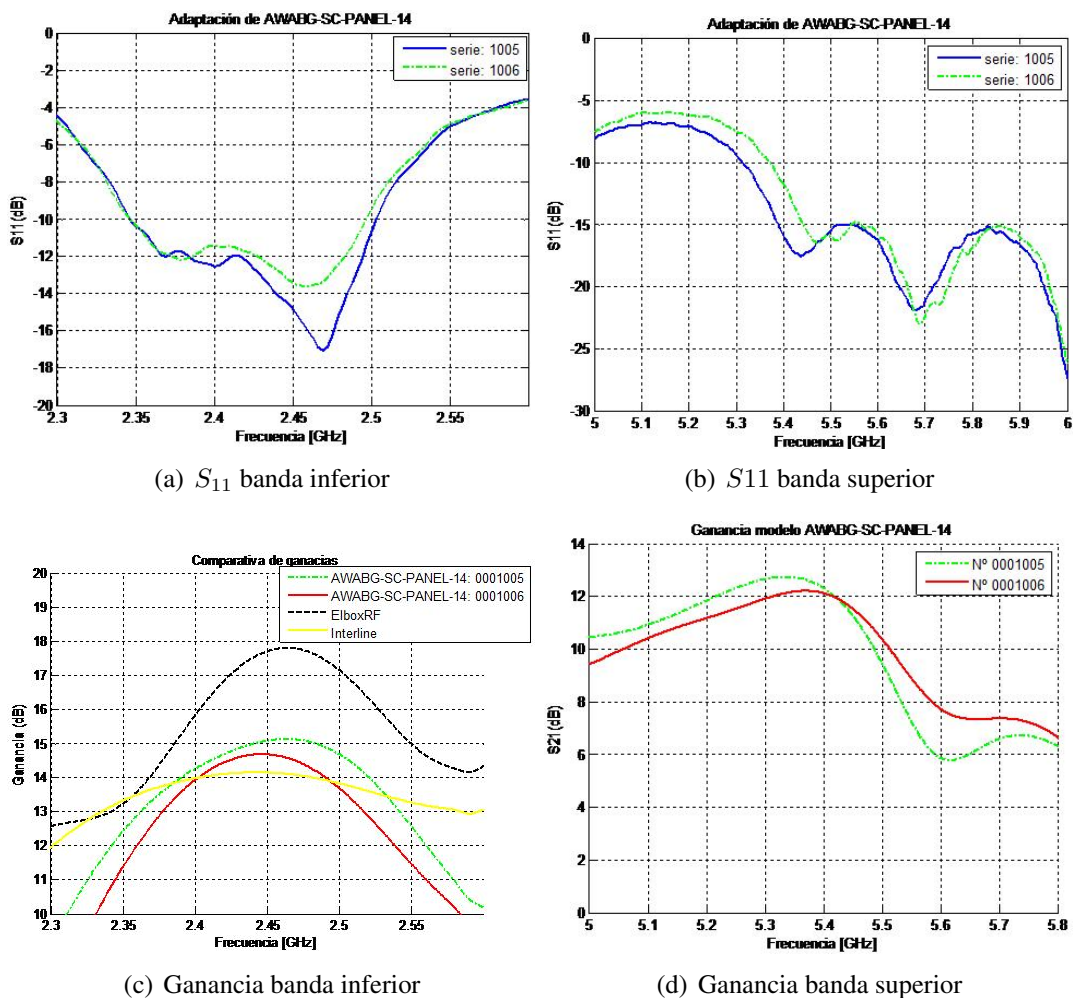 Adaptación de AWABG-SC-PANEL-14
0
-2
-4
-6
-8
-10
-12
-14
-16
-18
-20
S11(dB)
serie: 1005
serie: 1006
2.3
2.35
2.4
2.45
2.5
2.55
Frecuencia [GHz]
(a) S11 banda inferior
Adaptación de AWABG-SC-PANEL-14
0
-5
-10
-15
-20
-25
-30
S11(dB)
serie: 1005
serie: 1006
5
5.1
5.2
5.3
5.4
5.5
5.6
5.7
5.8
5.9
6
Frecuencia [GHz]
(b) S11 banda superior
Comparativa de ganacias
20
19
18
17
16
15
14
13
12
11
10
Ganancia (dB)
AWABG-SC-PANEL-14: 0001005
AWABG-SC-PANEL-14: 0001006
ElboxRF
Interline
2.3
2.35
2.4
2.45
2.5
2.55
Frecuencia [GHz]
(c) Ganancia banda inferior
Ganancia modelo AWABG-SC-PANEL-14
14
12
10
8
6
4
2
0
S21(dB)
Nº 0001005
Nº 0001006
5
5.1
5.2
5.3
5.4
5.5
5.6
5.7
5.8
Frecuencia [GHz]
(d) Ganancia banda superior